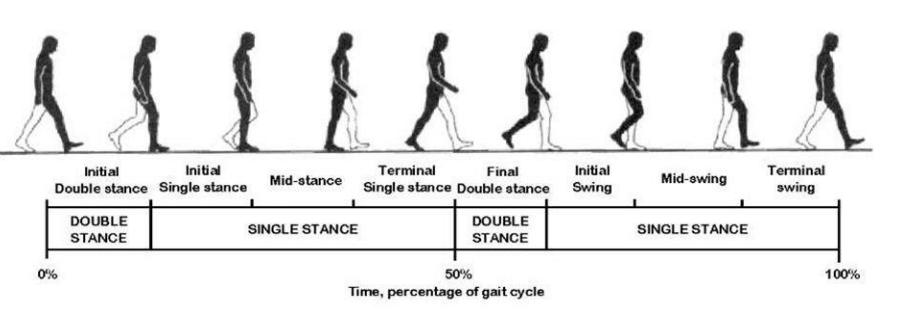 Initial
Double stance
Initial
Single stance
Mid-stance
Terminal
Single stance
Final
Double stance
Initial
Swing
Mid-swing
Terminal
swing
DOUBLE
STANCE
SINGLE STANCE
DOUBLE
STANCE
SINGLE STANCE
0%
50%
100%
Time, percentage of gait cycle